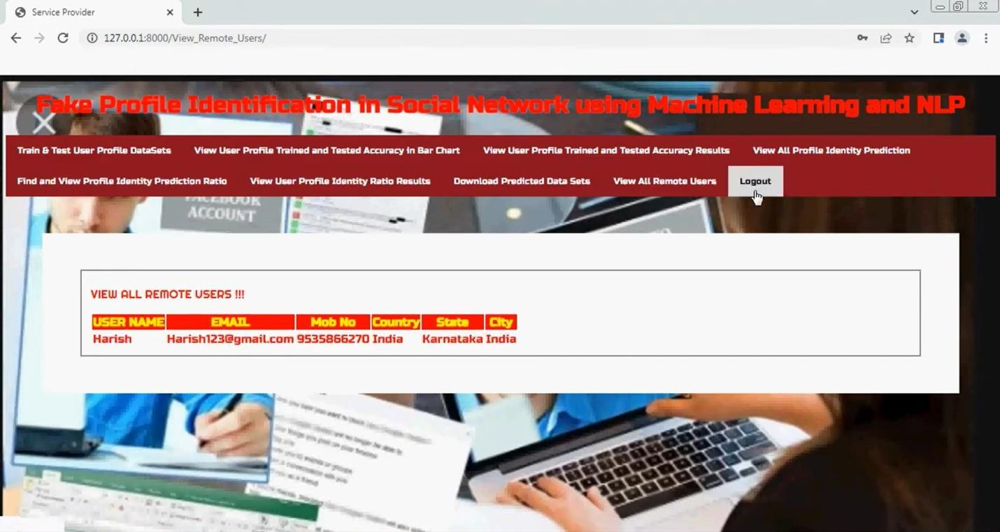 Service Provider
127.0.0.1:8000/View_Remote_Users/
Fake Profile Identification in Social Network using Machine Learning and NLP
Train & Test User Profile DataSets View User Profile Trained and Tested Accuracy in Bar Chart View User Profile Trained and Tested Accuracy Results View All Profile Identity Prediction
Find and View Profile Identity Prediction Ratio View User Profile Identity Ratio Results Download Predicted Data Sets View All Remote Users Logout
FACEBOOK
ACCOUNT
VIEW ALL REMOTE USERS !!!
USER NAME EMAIL Mob No Country State City
Harish Harish123@gmail.com 9535866270 India Karnataka India